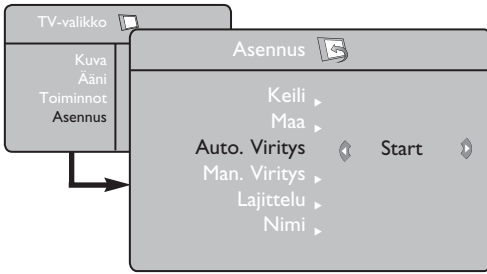 TV-valikko
Kuva
Ääni
Toiminnot
Asennus
Asennus
Keili
Maa
Auto. Viritys Start
Man. Viritys
Lajittelu
Nimi